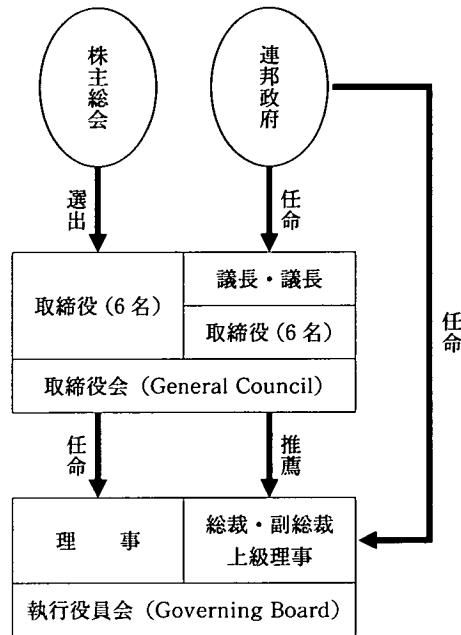 株主総会
連邦政府
選出
任命
議長・議長
取締役 (6 名)
取締役 (6 名)
取締役会 (General Council)
任命
任命
推薦
理　事
総裁・副総裁
上級理事
執行役員会 (Governing Board)